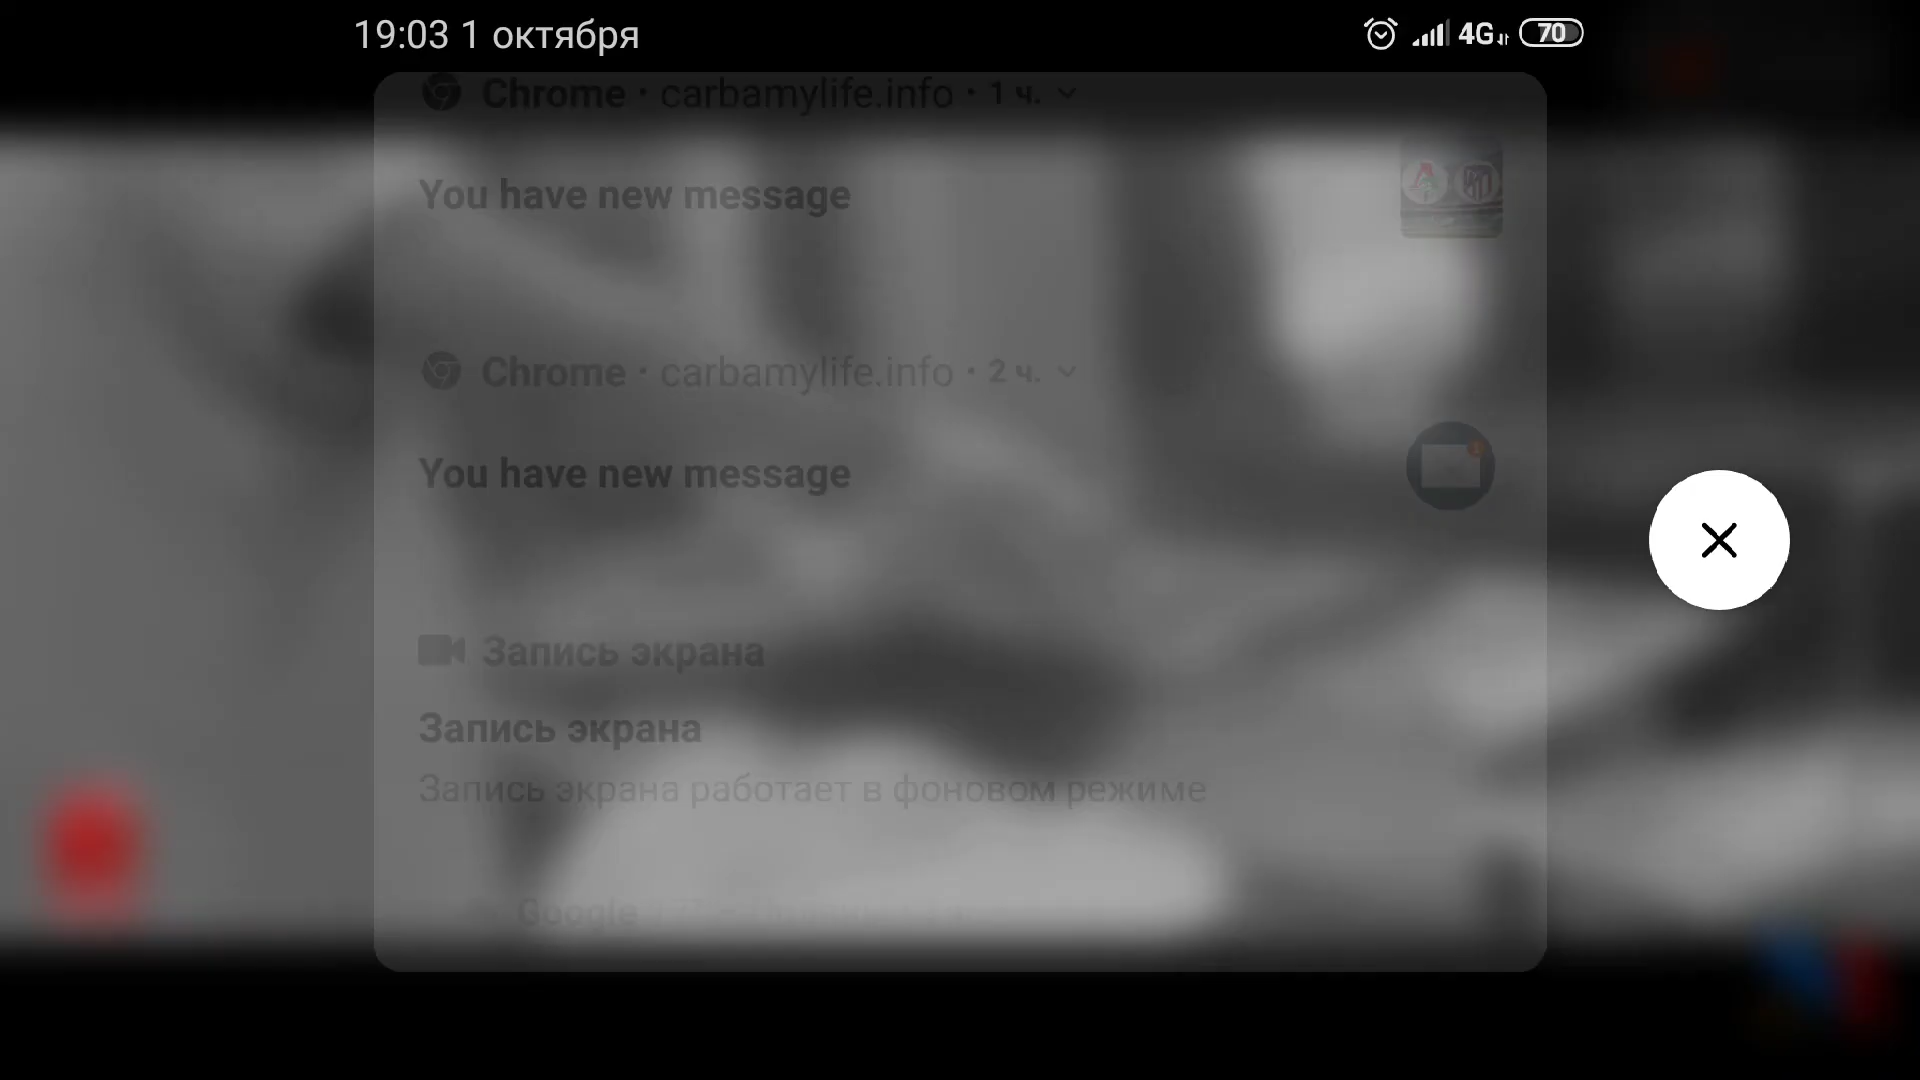 19:03 1 октября
4G 70
Chrome · carbamylife.info · 1 ч.
You have new message
Chrome · carbamylife.info · 2 ч.
You have new message
Запись экрана
Запись экрана
Запись экрана работает в фоновом режиме
Google